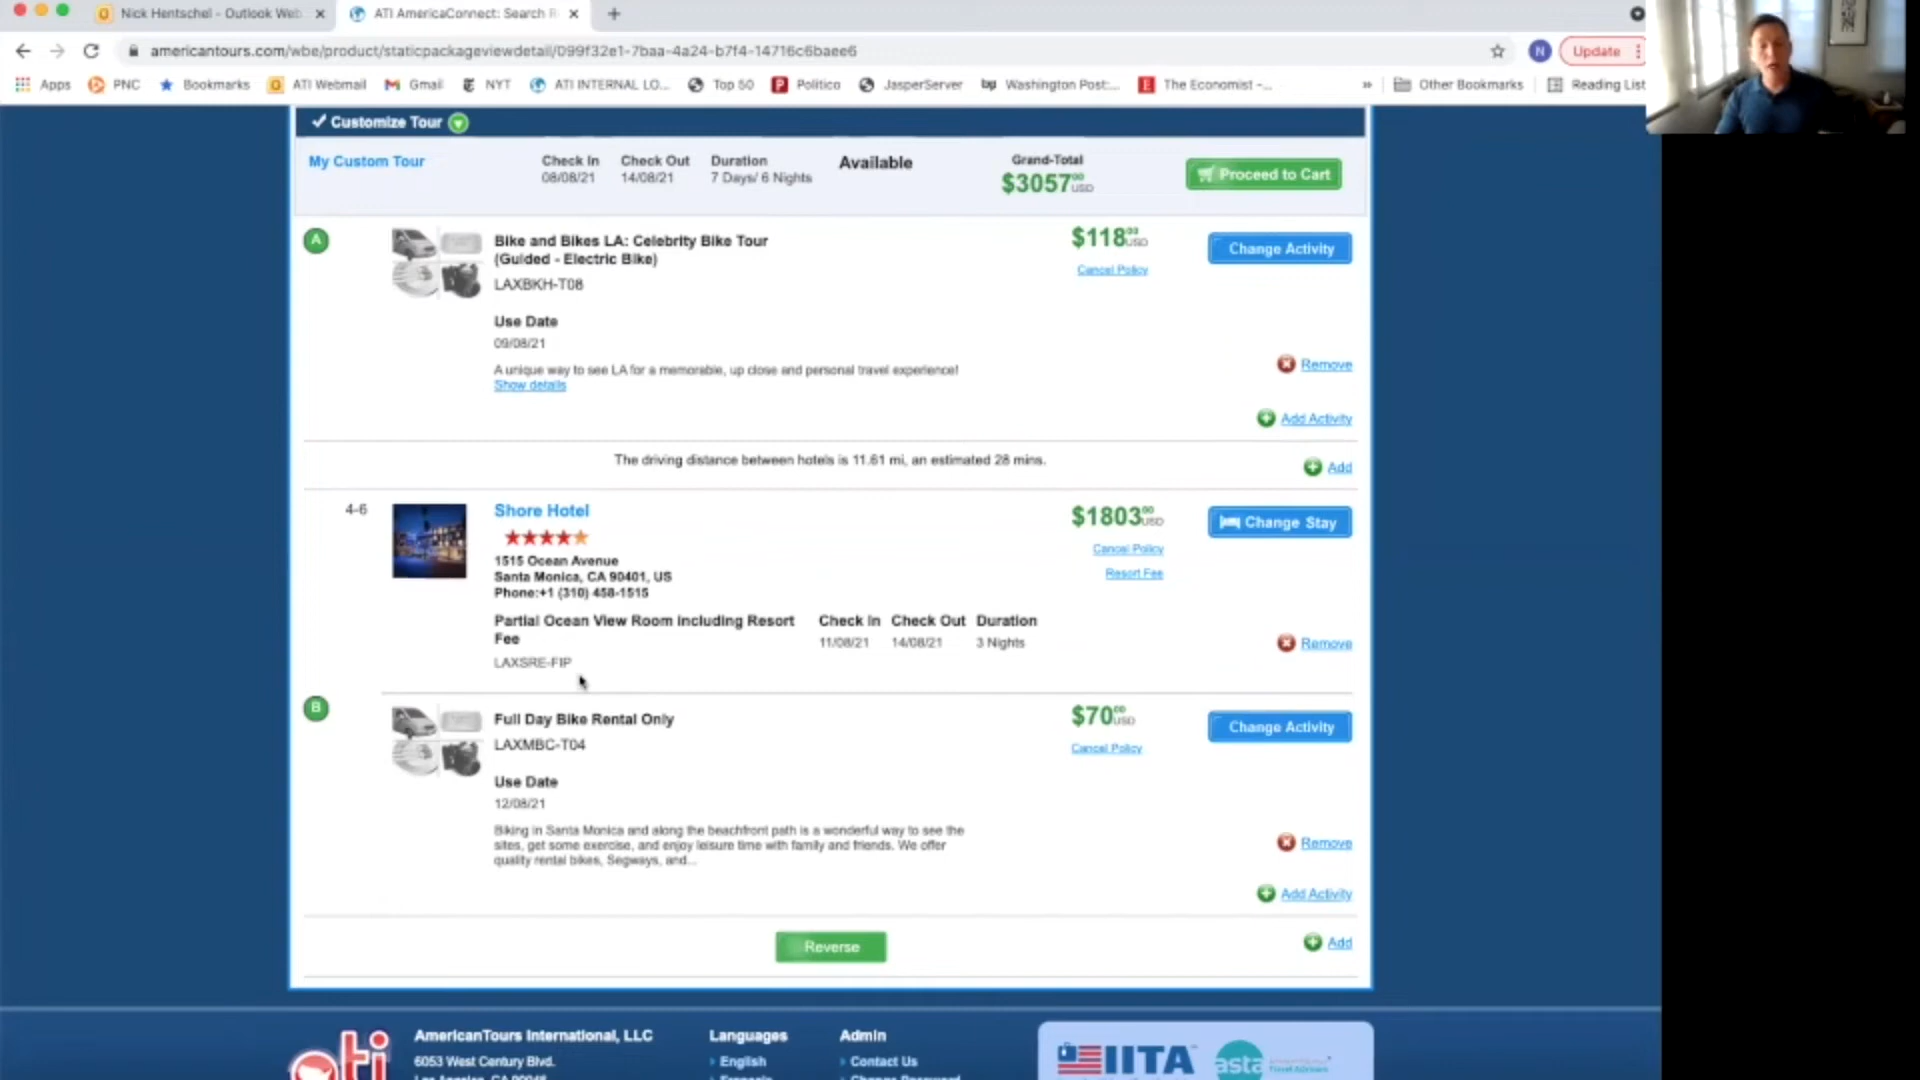 Nick Hentschel - Outlook Web
ATI AmericaConnect: Search R
americantours.com/wbe/product/staticpackageviewdetail/099f32e1-7baa-4a24-b7f4-14716c6baee6
N
Update
Apps
PNC
Bookmarks
ATI Webmail
Gmail
NYT
ATI INTERNAL LO...
Top 50
Politico
JasperServer
Washington Post:...
The Economist -...
Other Bookmarks
Reading List
Customize Tour
My Custom Tour
Check In
08/08/21
Check Out
14/08/21
Duration
7 Days/ 6 Nights
Available
Grand-Total
$3057.00 USD
Proceed to Cart
A
Bike and Bikes LA: Celebrity Bike Tour
(Guided - Electric Bike)
LAXBKH-T08
$118.00 USD
Cancel Policy
Change Activity
Use Date
09/08/21
A unique way to see LA for a memorable, up close and personal travel experience!
Show details
Remove
Add Activity
The driving distance between hotels is 11.61 mi, an estimated 28 mins.
Add
4-6
Shore Hotel
1515 Ocean Avenue
Santa Monica, CA 90401, US
Phone:+1 (310) 458-1515
$1803.00 USD
Cancel Policy
Resort Fee
Change Stay
Partial Ocean View Room including Resort
Fee
LAXSRE-FIP
Check In
11/08/21
Check Out
14/08/21
Duration
3 Nights
Remove
B
Full Day Bike Rental Only
LAXMBC-T04
$70.00 USD
Cancel Policy
Change Activity
Use Date
12/08/21
Biking in Santa Monica and along the beachfront path is a wonderful way to see the
sites, get some exercise, and enjoy leisure time with family and friends. We offer
quality rental bikes, Segways, and...
Remove
Add Activity
Reverse
Add
ati
AmericanTours International, LLC
6053 West Century Blvd.
Los Angeles, CA 90045
Languages
English
Français
Admin
Contact Us
Change Password
IITA
asta